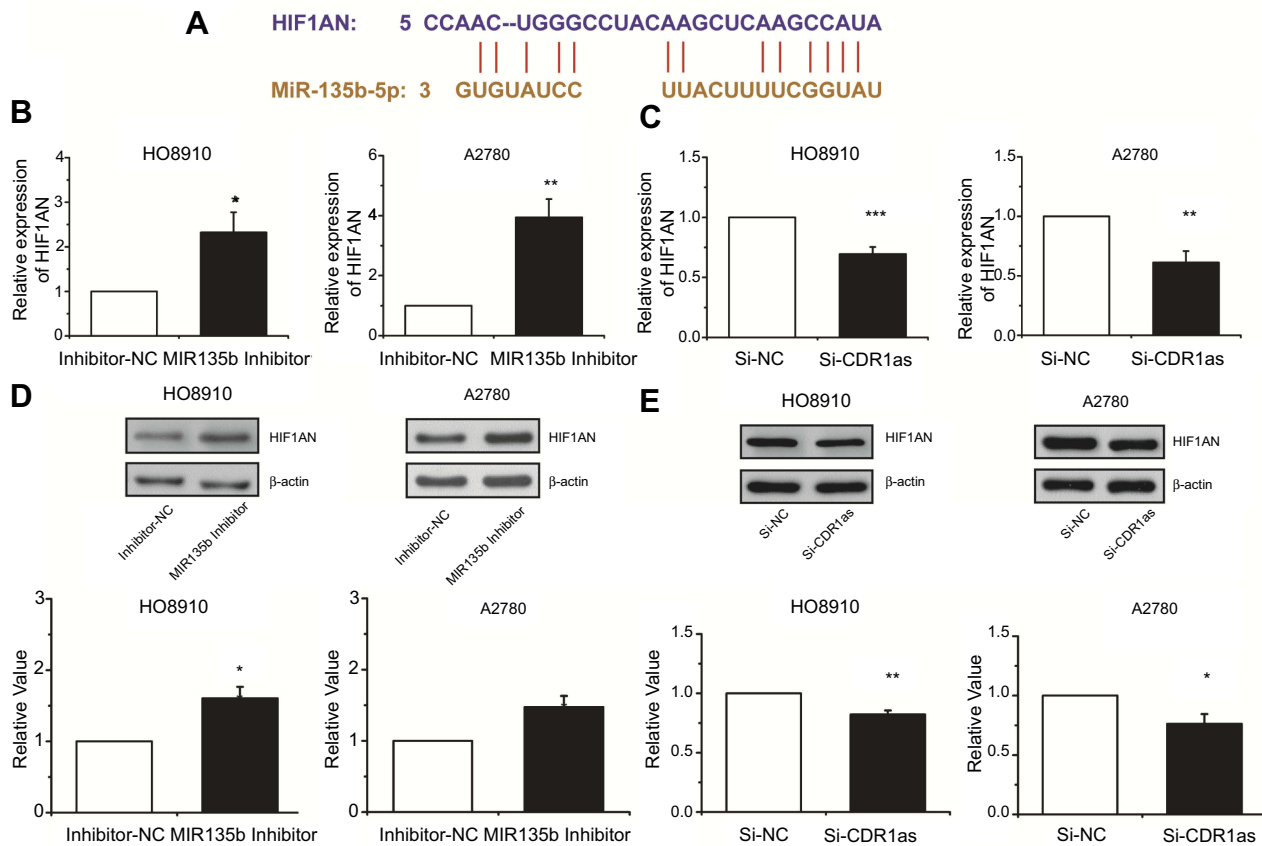 A
HIF1AN: 5 CCAAC--UGGGCCUACAAGCUCAAGCCAUA
MiR-135b-5p: 3 GUGUAUCC UUACUUUUCGGUAU
B
HO8910
Relative expression
of HIF1AN
4
3
2
1
0
*
Inhibitor-NC MIR135b Inhibitor
A2780
Relative expression
of HIF1AN
6
4
2
0
**
Inhibitor-NC MIR135b Inhibitor
C
HO8910
Relative expression
of HIF1AN
1.5
1.0
0.5
0.0
***
Si-NC Si-CDR1as
A2780
Relative expression
of HIF1AN
1.5
1.0
0.5
0.0
**
Si-NC Si-CDR1as
D
HO8910
HIF1AN
β-actin
Inhibitor-NC
MIR135b Inhibitor
A2780
HIF1AN
β-actin
Inhibitor-NC
MIR135b Inhibitor
HO8910
Relative Value
3
2
1
0
*
Inhibitor-NC MIR135b Inhibitor
A2780
Relative Value
3
2
1
0
Inhibitor-NC MIR135b Inhibitor
E
HO8910
HIF1AN
β-actin
Si-NC
Si-CDR1as
A2780
HIF1AN
β-actin
Si-NC
Si-CDR1as
HO8910
Relative Value
1.5
1.0
0.5
0.0
**
Si-NC Si-CDR1as
A2780
Relative Value
1.5
1.0
0.5
0.0
*
Si-NC Si-CDR1as